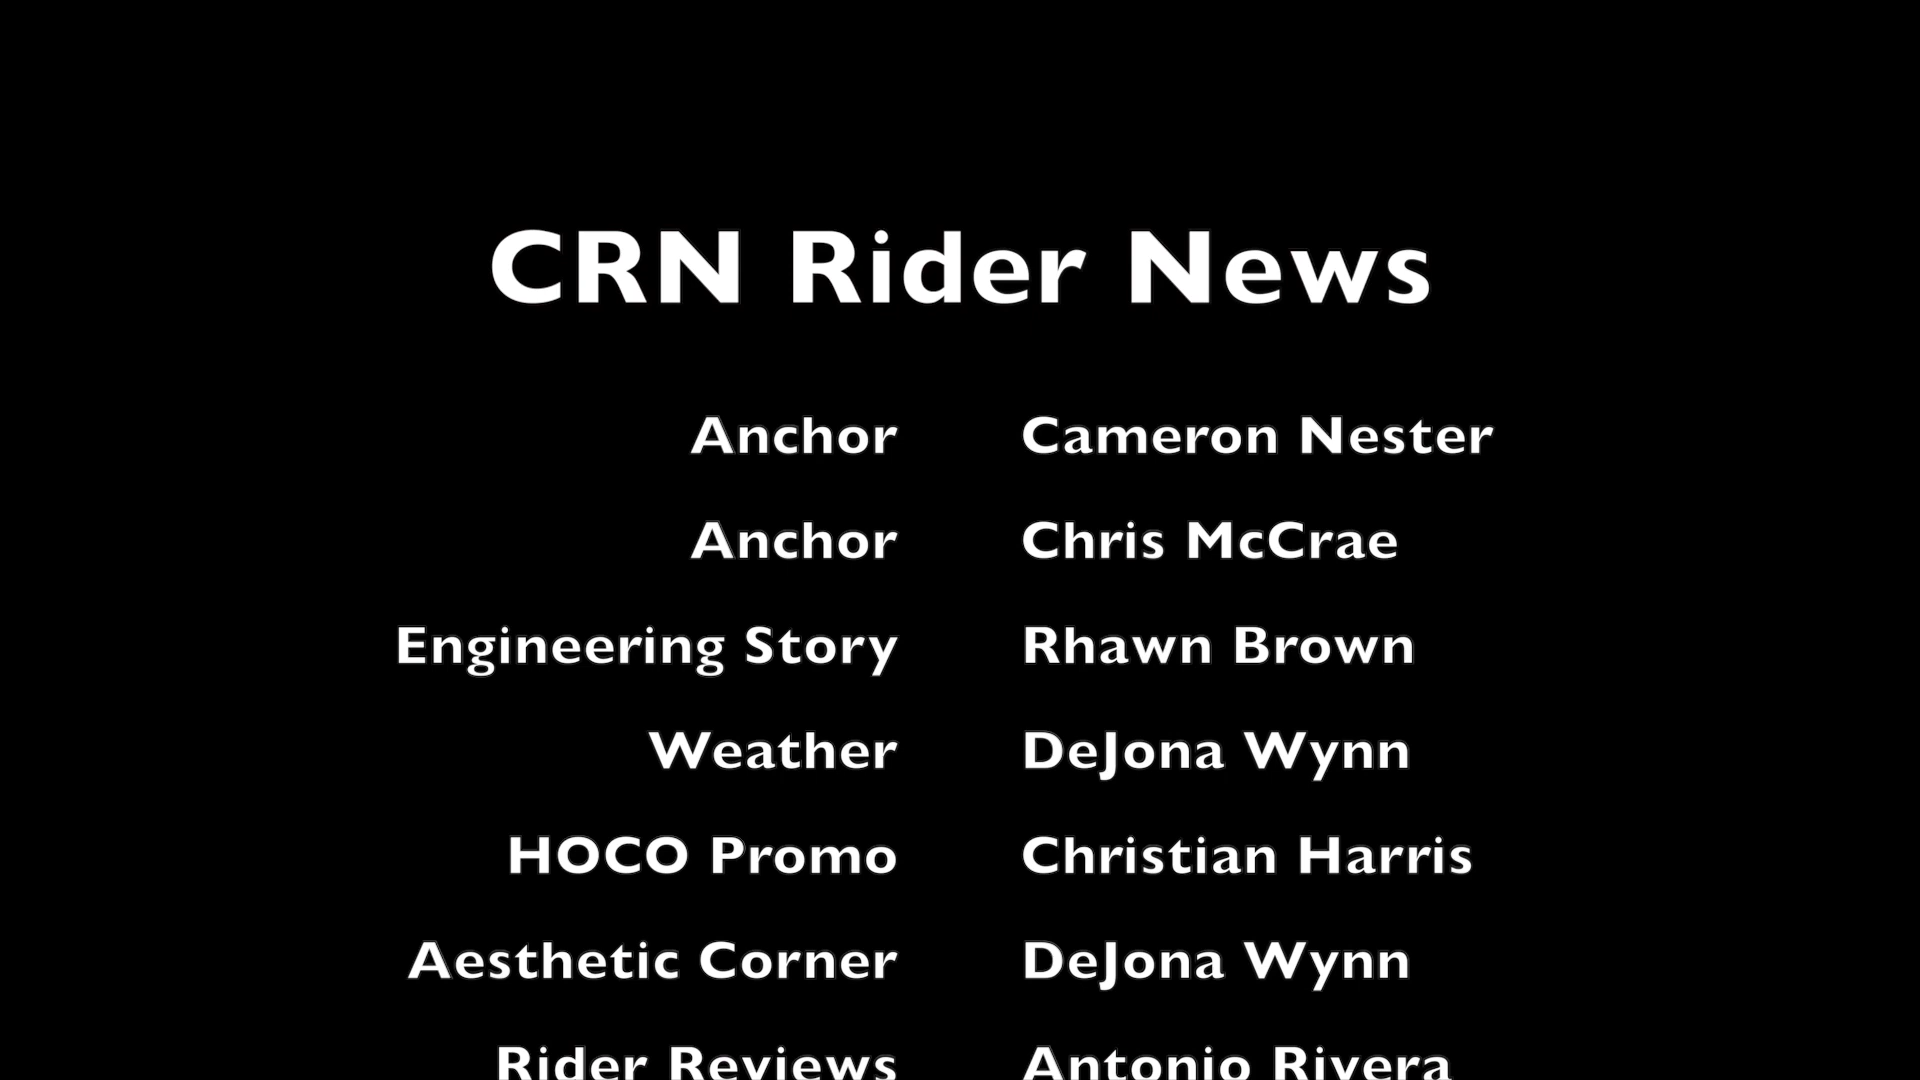 CRN Rider News
Anchor Cameron Nester
Anchor Chris McCrae
Engineering Story Rhawn Brown
Weather DeJona Wynn
HOCO Promo Christian Harris
Aesthetic Corner DeJona Wynn
Rider Reviews Antonio Rivera